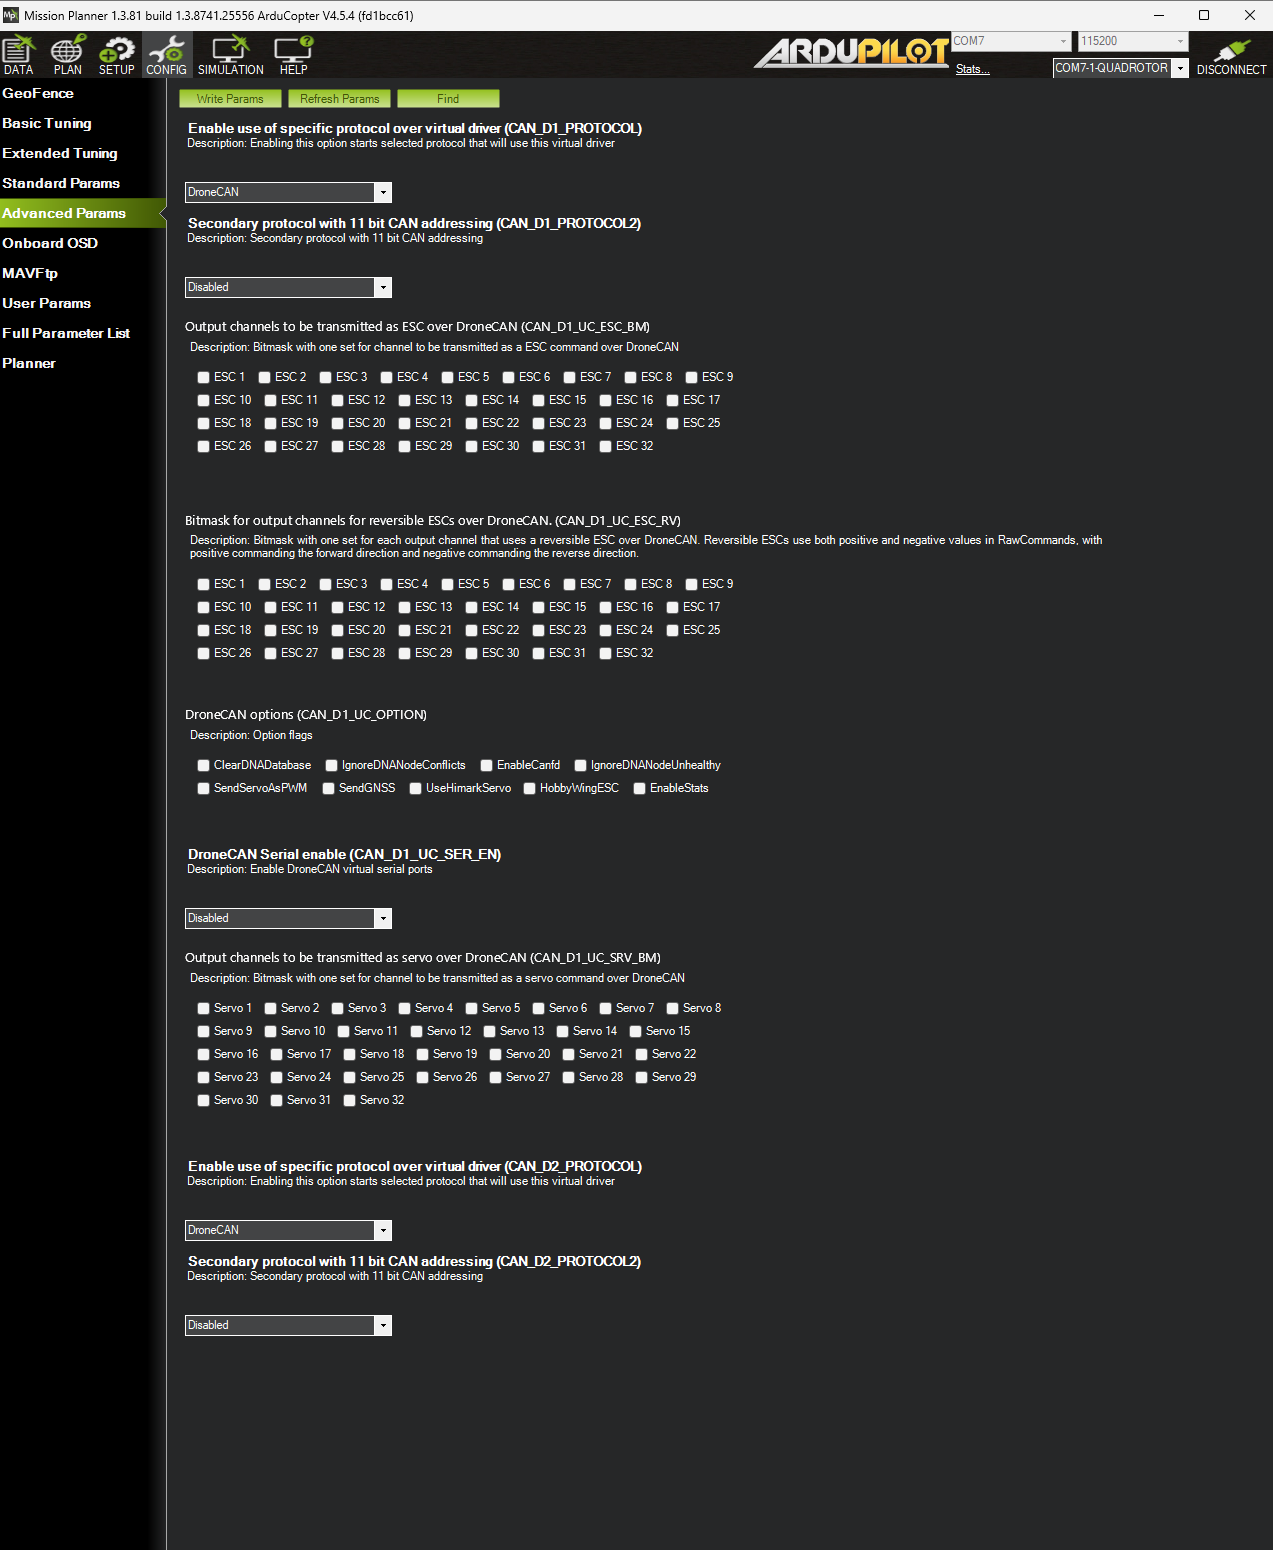 Mission Planner 1.3.81 build 1.3.8741.25556 ArduCopter V4.5.4 (fd1bcc61)
DATA PLAN SETUP CONFIG SIMULATION HELP
ARDUPILOT
COM7 115200
Stats... COM7-1-QUADROTOR DISCONNECT
GeoFence
Basic Tuning
Extended Tuning
Standard Params
Advanced Params
Onboard OSD
MAVFtp
User Params
Full Parameter List
Planner
Write Params Refresh Params Find
Enable use of specific protocol over virtual driver (CAN_D1_PROTOCOL)
Description: Enabling this option starts selected protocol that will use this virtual driver
DroneCAN
Secondary protocol with 11 bit CAN addressing (CAN_D1_PROTOCOL2)
Description: Secondary protocol with 11 bit CAN addressing
Disabled
Output channels to be transmitted as ESC over DroneCAN (CAN_D1_UC_ESC_BM)
Description: Bitmask with one set for channel to be transmitted as a ESC command over DroneCAN
ESC 1 ESC 2 ESC 3 ESC 4 ESC 5 ESC 6 ESC 7 ESC 8 ESC 9
ESC 10 ESC 11 ESC 12 ESC 13 ESC 14 ESC 15 ESC 16 ESC 17
ESC 18 ESC 19 ESC 20 ESC 21 ESC 22 ESC 23 ESC 24 ESC 25
ESC 26 ESC 27 ESC 28 ESC 29 ESC 30 ESC 31 ESC 32
Bitmask for output channels for reversible ESCs over DroneCAN. (CAN_D1_UC_ESC_RV)
Description: Bitmask with one set for each output channel that uses a reversible ESC over DroneCAN. Reversible ESCs use both positive and negative values in RawCommands, with
positive commanding the forward direction and negative commanding the reverse direction.
ESC 1 ESC 2 ESC 3 ESC 4 ESC 5 ESC 6 ESC 7 ESC 8 ESC 9
ESC 10 ESC 11 ESC 12 ESC 13 ESC 14 ESC 15 ESC 16 ESC 17
ESC 18 ESC 19 ESC 20 ESC 21 ESC 22 ESC 23 ESC 24 ESC 25
ESC 26 ESC 27 ESC 28 ESC 29 ESC 30 ESC 31 ESC 32
DroneCAN options (CAN_D1_UC_OPTION)
Description: Option flags
ClearDNADatabase IgnoreDNANodeConflicts EnableCanfd IgnoreDNANodeUnhealthy
SendServoAsPWM SendGNSS UseHimarkServo HobbyWingESC EnableStats
DroneCAN Serial enable (CAN_D1_UC_SER_EN)
Description: Enable DroneCAN virtual serial ports
Disabled
Output channels to be transmitted as servo over DroneCAN (CAN_D1_UC_SRV_BM)
Description: Bitmask with one set for channel to be transmitted as a servo command over DroneCAN
Servo 1 Servo 2 Servo 3 Servo 4 Servo 5 Servo 6 Servo 7 Servo 8
Servo 9 Servo 10 Servo 11 Servo 12 Servo 13 Servo 14 Servo 15
Servo 16 Servo 17 Servo 18 Servo 19 Servo 20 Servo 21 Servo 22
Servo 23 Servo 24 Servo 25 Servo 26 Servo 27 Servo 28 Servo 29
Servo 30 Servo 31 Servo 32
Enable use of specific protocol over virtual driver (CAN_D2_PROTOCOL)
Description: Enabling this option starts selected protocol that will use this virtual driver
DroneCAN
Secondary protocol with 11 bit CAN addressing (CAN_D2_PROTOCOL2)
Description: Secondary protocol with 11 bit CAN addressing
Disabled